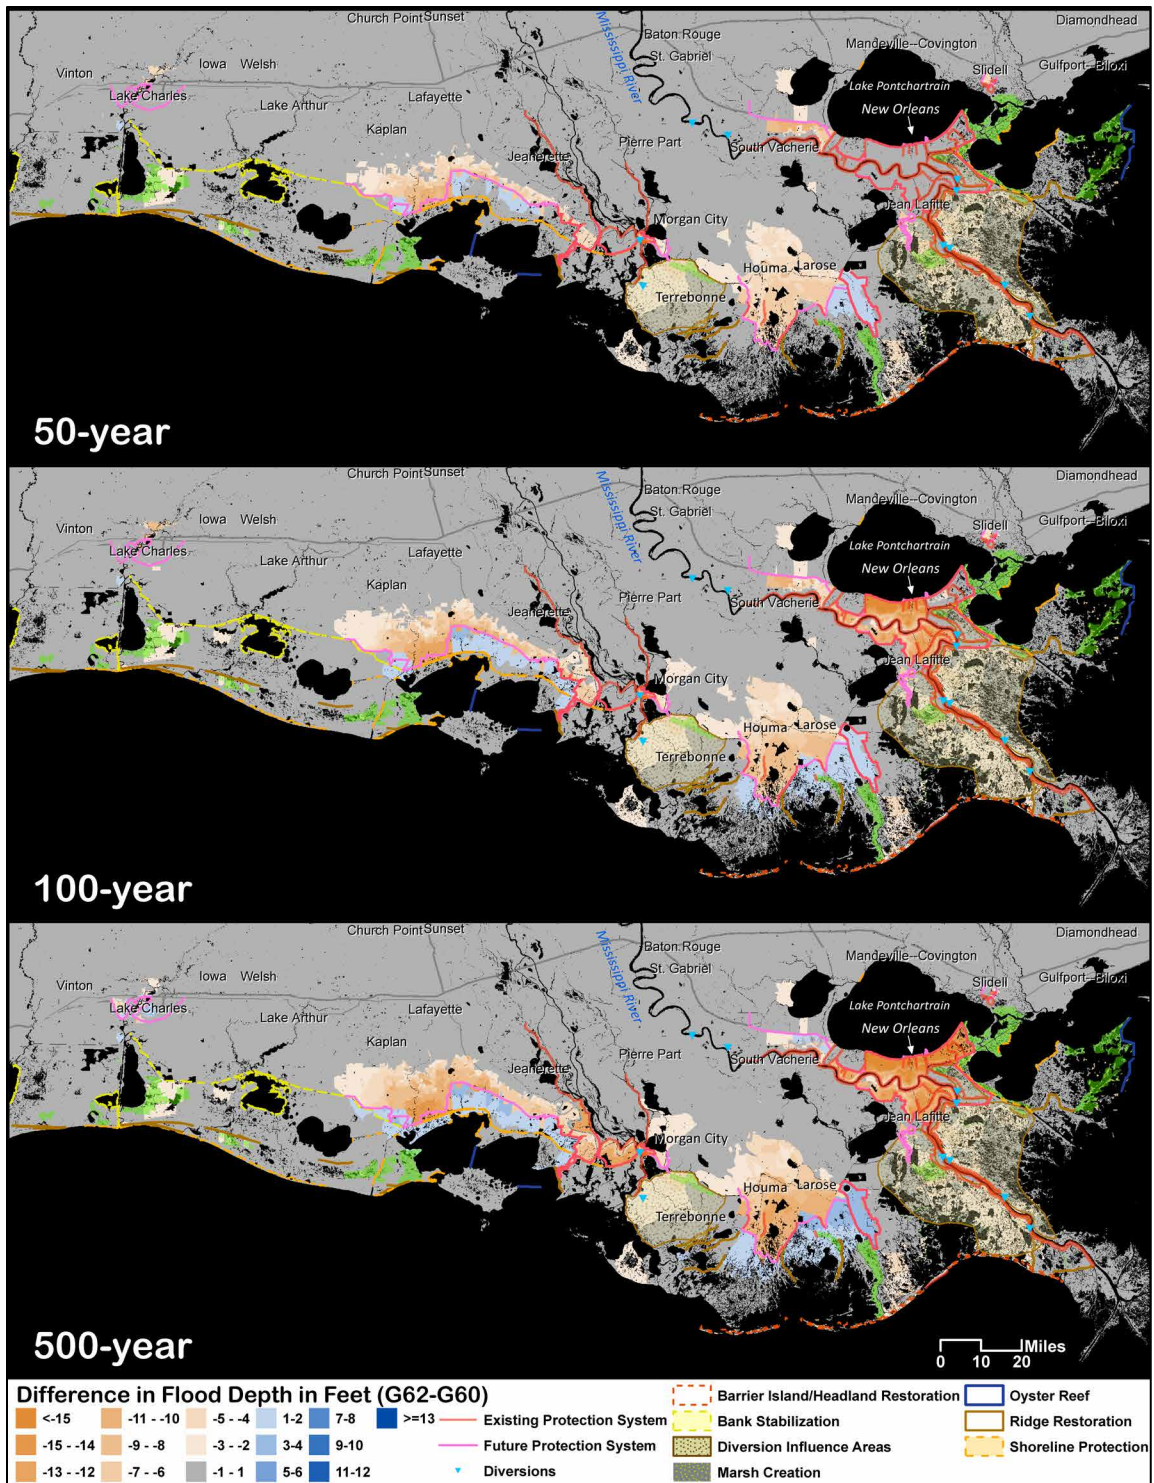 Church Point Sunset
Diamondhead
Baton Rouge
Mandeville--Covington
St. Gabriel
Mississippi River
Iowa Welsh
Vinton
Slidell
Gulfport--Biloxi
Lake Pontchartrain
Lake Charles
Lake Arthur
Lafayette
New Orleans
Kaplan
Pierre Part
South Vacherie
Jeanerette
Jean Lafitte
Morgan City
Houma Larose
Terrebonne
50-year
Church Point Sunset
Diamondhead
Baton Rouge
Mandeville--Covington
St. Gabriel
Mississippi River
Iowa Welsh
Vinton
Slidell
Gulfport--Biloxi
Lake Pontchartrain
Lake Charles
Lake Arthur
Lafayette
New Orleans
Kaplan
Pierre Part
South Vacherie
Jeanerette
Jean Lafitte
Morgan City
Houma Larose
Terrebonne
100-year
Church Point Sunset
Diamondhead
Baton Rouge
Mandeville--Covington
St. Gabriel
Mississippi River
Iowa Welsh
Vinton
Slidell
Gulfport--Biloxi
Lake Pontchartrain
Lake Charles
Lake Arthur
Lafayette
New Orleans
Kaplan
Pierre Part
South Vacherie
Jeanerette
Jean Lafitte
Morgan City
Houma Larose
Terrebonne
500-year
Miles
0 10 20
Difference in Flood Depth in Feet (G62-G60)
<-15 -11 - -10 -5 - -4 1-2 7-8 >=13
-15 - -14 -9 - -8 -3 - -2 3-4 9-10
-13 - -12 -7 - -6 -1 - 1 5-6 11-12
Existing Protection System
Future Protection System
Diversions
Barrier Island/Headland Restoration
Bank Stabilization
Diversion Influence Areas
Marsh Creation
Oyster Reef
Ridge Restoration
Shoreline Protection